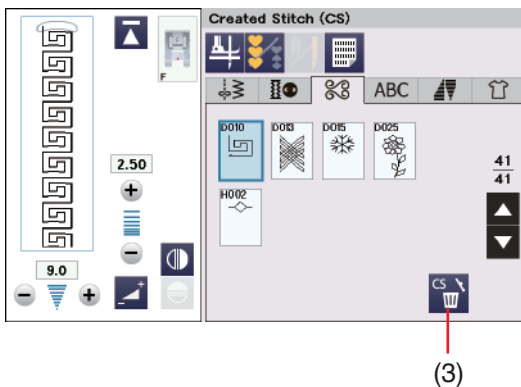 Created Stitch (CS)
F
ABC
D010 D013 D015 D025
2.50
41
41
H002
9.0
CS
(3)